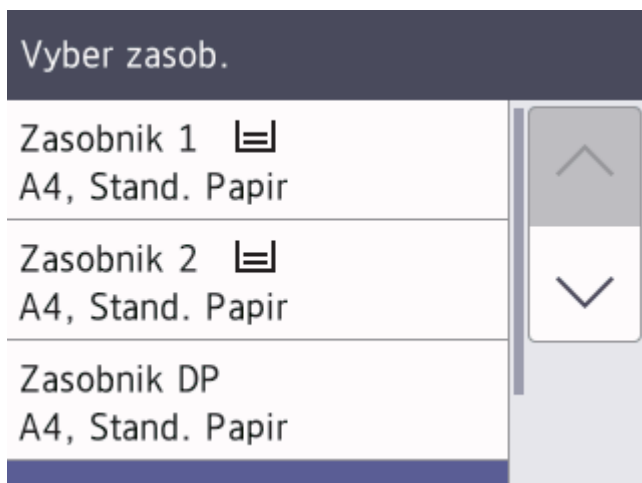 Vyber zasob.
Zasobnik 1
A4, Stand. Papir
Zasobnik 2
A4, Stand. Papir
Zasobnik DP
A4, Stand. Papir